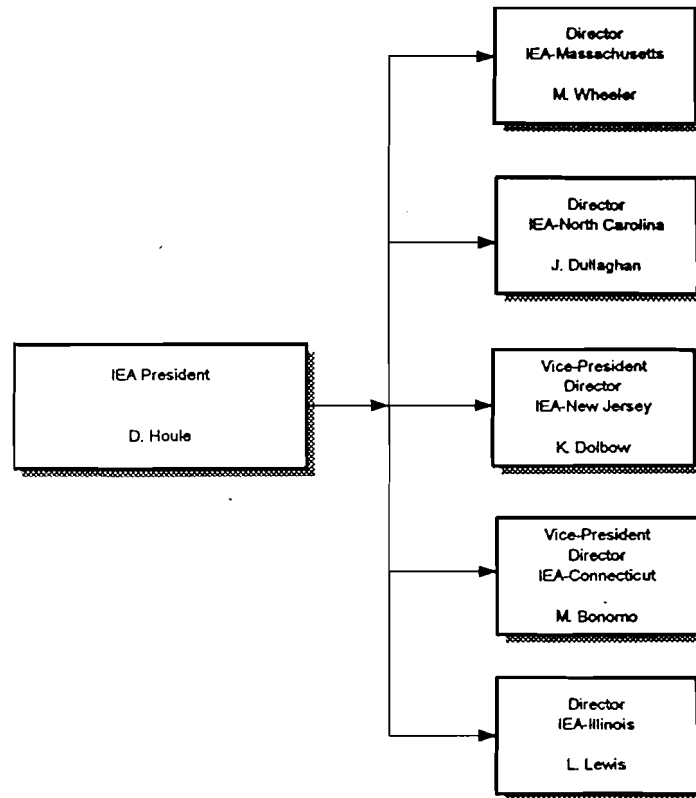 Director
IEA-Massachusetts
M. Wheeler
Director
IEA-North Carolina
J. Dullaghan
IEA President
D. Houle
Vice-President
Director
IEA-New Jersey
K. Dolbow
Vice-President
Director
IEA-Connecticut
M. Bonomo
Director
IEA-Illinois
L. Lewis